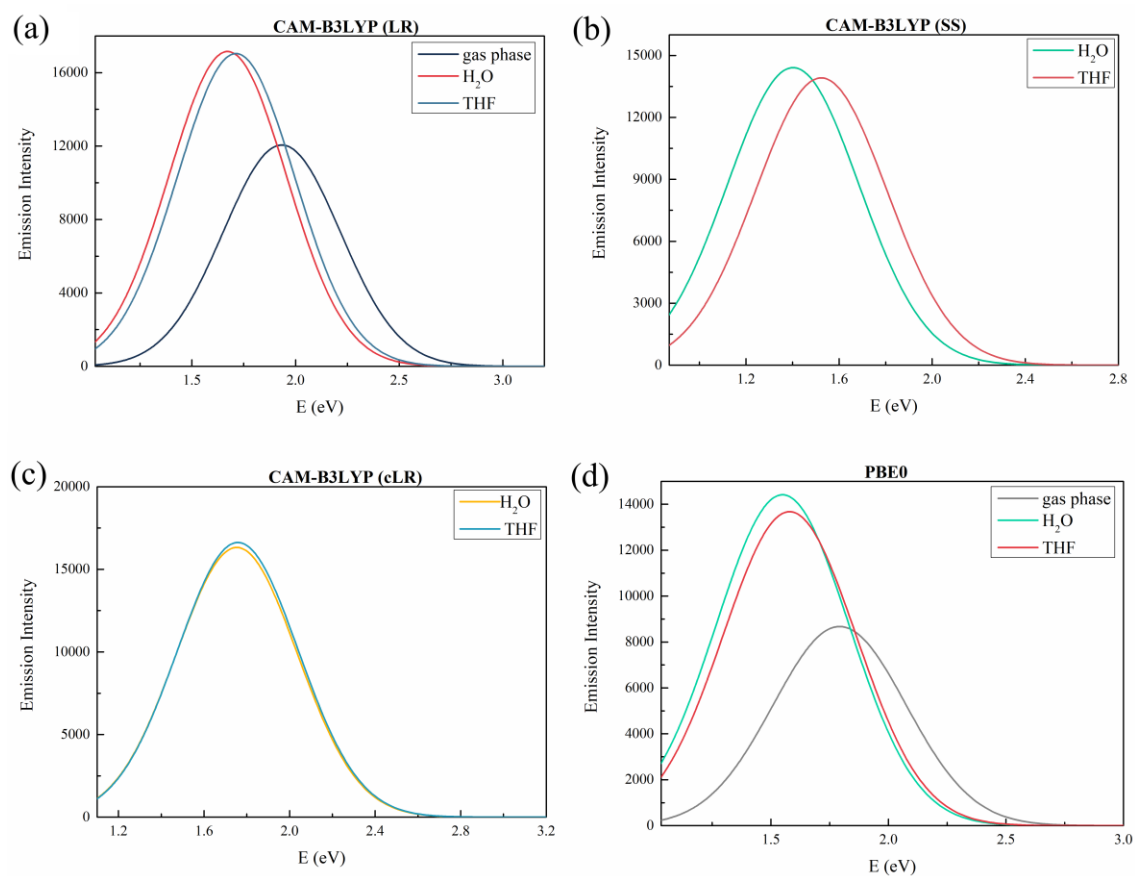 (a)
CAM-B3LYP (LR)
gas phase
H₂O
THF
16000
12000
8000
4000
0
1.5
2.0
2.5
3.0
Emission Intensity
E (eV)
(b)
CAM-B3LYP (SS)
H₂O
THF
15000
12000
9000
6000
3000
0
1.2
1.6
2.0
2.4
2.8
Emission Intensity
E (eV)
(c)
CAM-B3LYP (cLR)
H₂O
THF
20000
15000
10000
5000
0
1.2
1.6
2.0
2.4
2.8
3.2
Emission Intensity
E (eV)
(d)
PBE0
gas phase
H₂O
THF
14000
12000
10000
8000
6000
4000
2000
0
1.5
2.0
2.5
3.0
Emission Intensity
E (eV)